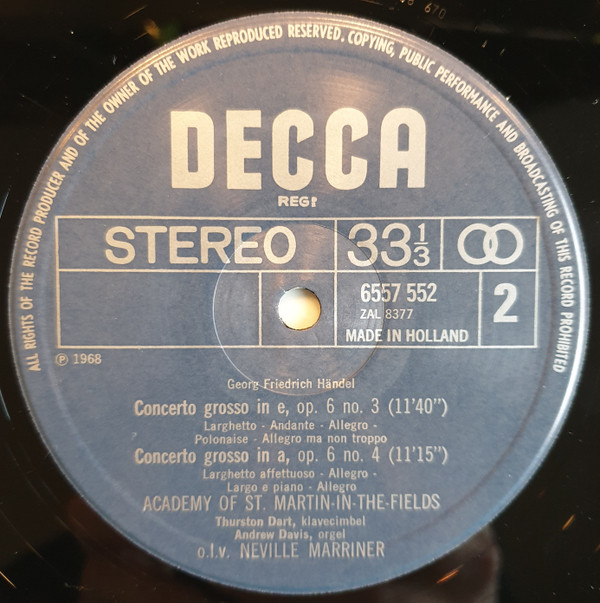 ALL RIGHTS OF THE RECORD PRODUCER AND OF THE OWNER OF THE WORK REPRODUCED RESERVED. COPYING, PUBLIC PERFORMANCE AND BROADCASTING OF THIS RECORD PROHIBITED
DECCA
STEREO
33 1/3
6557 552
ZAL 8377
MADE IN HOLLAND
2
℗ 1968
Georg Friedrich Händel
Concerto grosso in e, op. 6 no. 3 (11'40")
Larghetto - Andante - Allegro -
Polonaise - Allegro ma non troppo
Concerto grosso in a, op. 6 no. 4 (11'15")
Larghetto affettuoso - Allegro -
Largo e piano - Allegro
ACADEMY OF ST. MARTIN-IN-THE-FIELDS
Thurston Dart, klavecimbel
Andrew Davis, orgel
o.l.v. NEVILLE MARRINER